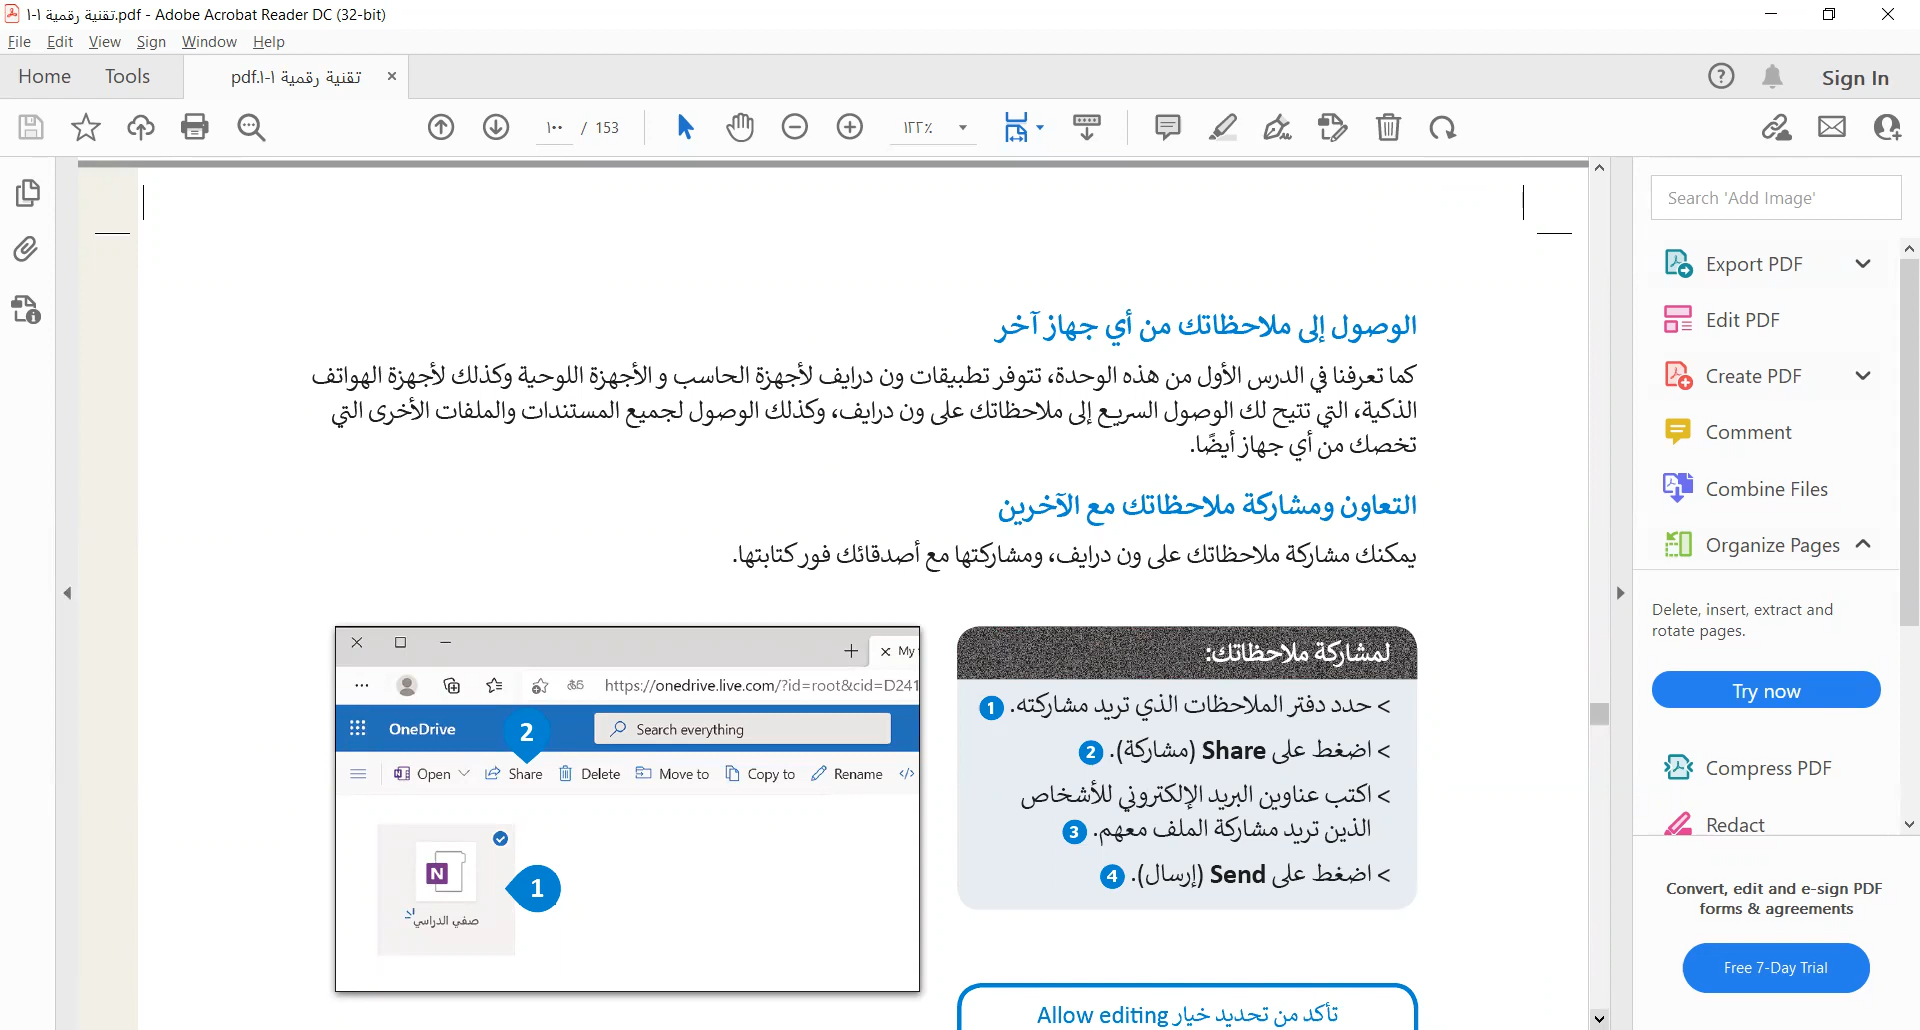 تقنية رقمية ١-١.pdf - Adobe Acrobat Reader DC (32-bit)
File Edit View Sign Window Help
Home Tools تقنية رقمية ١-١.pdf × Sign In
١٠٠ / 153 ١٢٢٪
Search 'Add Image'
Export PDF
Edit PDF
Create PDF
Comment
Combine Files
Organize Pages
Delete, insert, extract and
rotate pages.
Try now
Compress PDF
Redact
Convert, edit and e-sign PDF
forms & agreements
Free 7-Day Trial
الوصول إلى ملاحظاتك من أي جهاز آخر
كما تعرفنا في الدرس الأول من هذه الوحدة، تتوفر تطبيقات ون درايف لأجهزة الحاسب و الأجهزة اللوحية وكذلك لأجهزة الهواتف
الذكية، التي تتيح لك الوصول السريع إلى ملاحظاتك على ون درايف، وكذلك الوصول لجميع المستندات والملفات الأخرى التي
تخصك من أي جهاز أيضًا.
التعاون ومشاركة ملاحظاتك مع الآخرين
يمكنك مشاركة ملاحظاتك على ون درايف، ومشاركتها مع أصدقائك فور كتابتها.
لمشاركة ملاحظاتك:
> حدد دفتر الملاحظات الذي تريد مشاركته. 1
> اضغط على Share (مشاركة). 2
> اكتب عناوين البريد الإلكتروني للأشخاص
الذين تريد مشاركة الملف معهم. 3
> اضغط على Send (إرسال). 4
تأكد من تحديد خيار Allow editing
My
https://onedrive.live.com/?id=root&cid=D241
OneDrive 2 Search everything
Open Share Delete Move to Copy to Rename
N
1
صفي الدراسي